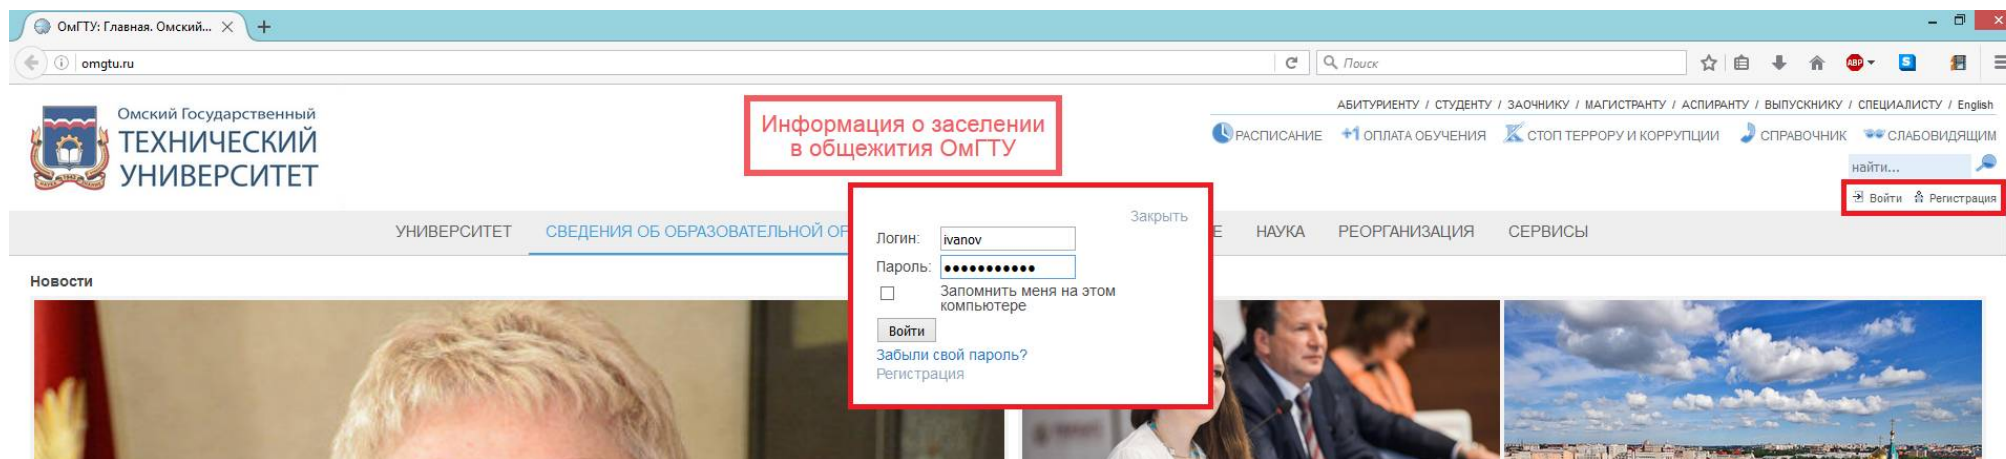 ОмГТУ: Главная. Омский...
omgtu.ru
Поиск
ABP
S
Омский Государственный
ТЕХНИЧЕСКИЙ
УНИВЕРСИТЕТ
Информация о заселении
в общежития ОмГТУ
АБИТУРИЕНТУ / СТУДЕНТУ / ЗАОЧНИКУ / МАГИСТРАНТУ / АСПИРАНТУ / ВЫПУСКНИКУ / СПЕЦИАЛИСТУ / English
РАСПИСАНИЕ +1 ОПЛАТА ОБУЧЕНИЯ СТОП ТЕРРОРУ И КОРРУПЦИИ СПРАВОЧНИК СЛАБОВИДЯЩИМ
найти...
Войти Регистрация
УНИВЕРСИТЕТ СВЕДЕНИЯ ОБ ОБРАЗОВАТЕЛЬНОЙ ОР Е НАУКА РЕОРГАНИЗАЦИЯ СЕРВИСЫ
Закрыть
Логин: ivanov
Пароль: •••••••••••
Запомнить меня на этом
компьютере
Войти
Забыли свой пароль?
Регистрация
Новости